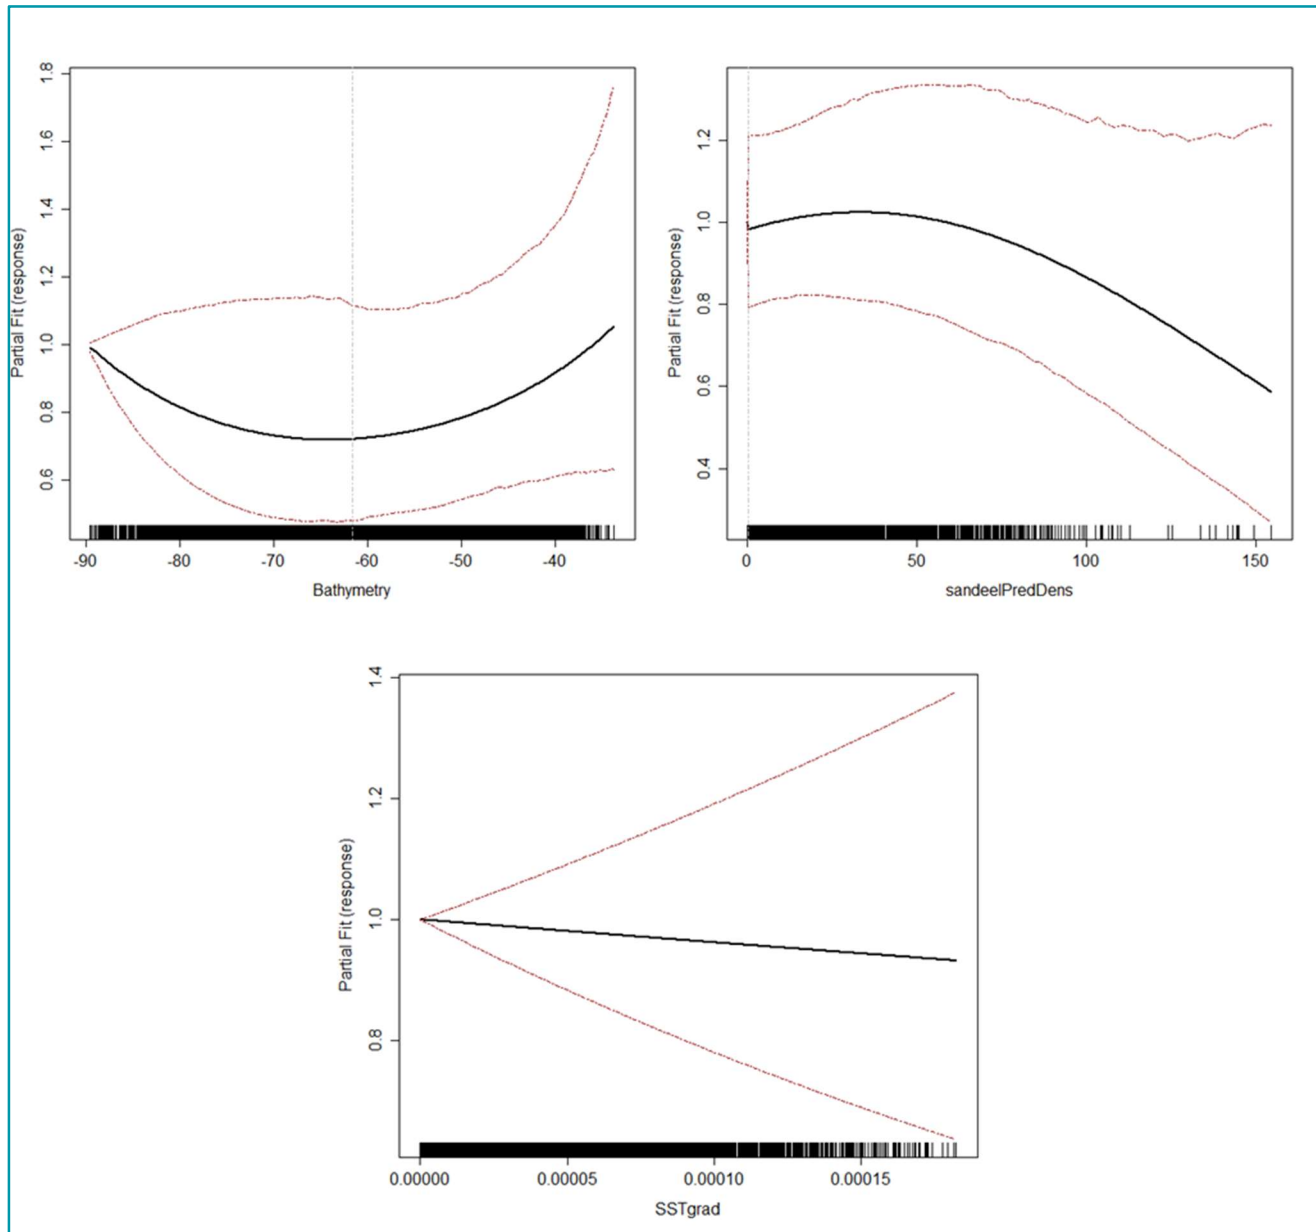 Partial Fit (response)
1.8
1.6
1.4
1.2
1.0
0.8
0.6
-90 -80 -70 -60 -50 -40
Bathymetry
Partial Fit (response)
1.2
1.0
0.8
0.6
0.4
0 50 100 150
sandeelPredDens
Partial Fit (response)
1.4
1.2
1.0
0.8
0.00000 0.00005 0.00010 0.00015
SSTgrad